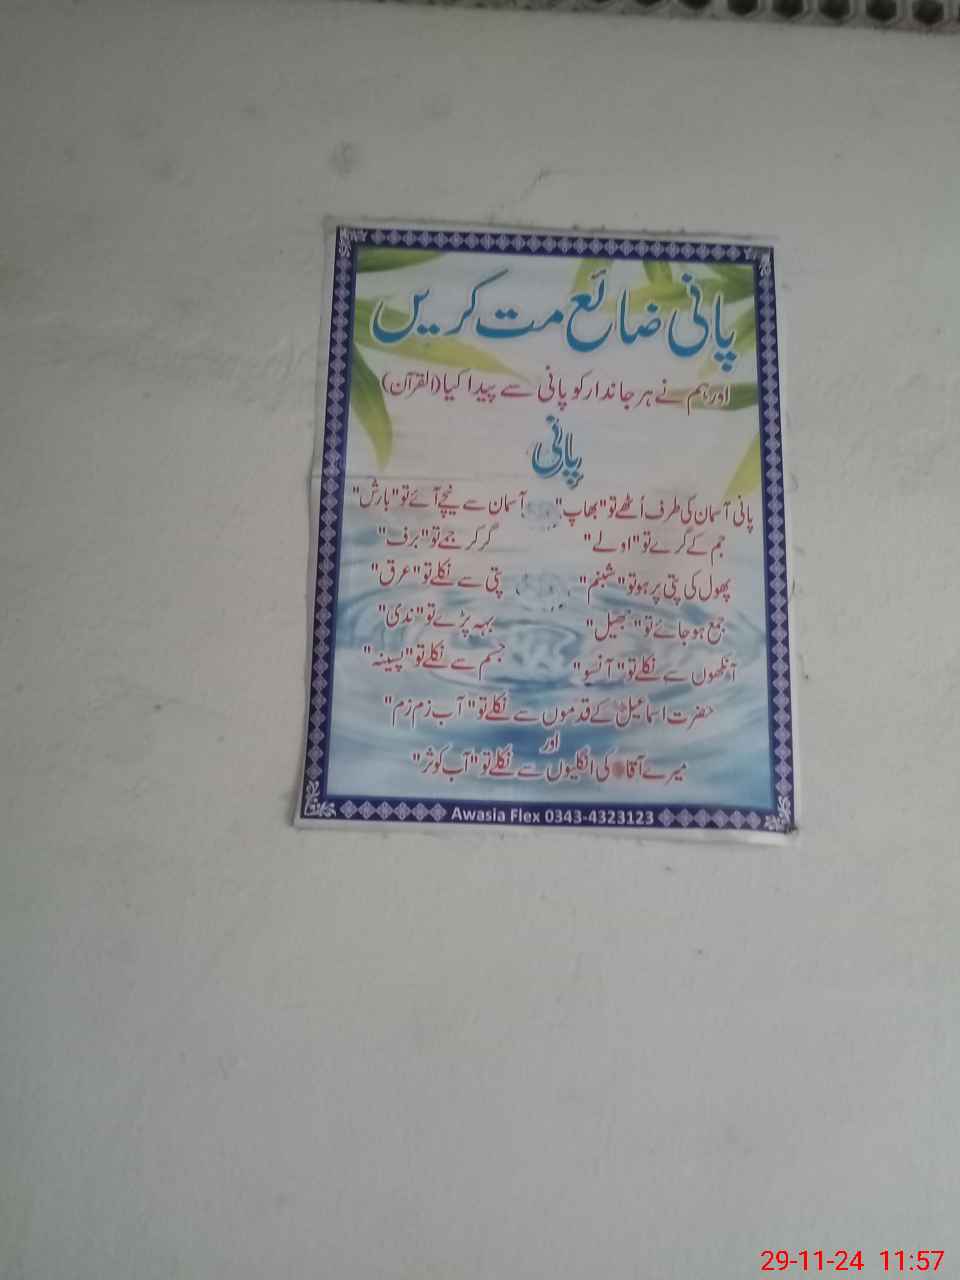 پانی ضائع مت کریں
اور ہم نے ہر جاندار کو پانی سے پیدا کیا (القرآن)
پانی
پانی آسمان کی طرف اُٹھے تو "بھاپ" آسمان سے نیچے آئے تو "بارش"
جم کے گرے تو "اولے" گر کر جمے تو "برف"
پھول کی پتی پر ہو تو "شبنم" پتی سے نکلے تو "عرق"
جمع ہو جائے تو "جھیل" بہہ پڑے تو "ندی"
آنکھوں سے نکلے تو "آنسو" جسم سے نکلے تو "پسینہ"
حضرت اسماعیل کے قدموں سے نکلے تو "آب زم زم"
اور
میرے آقا کی انگلیوں سے نکلے تو "آب کوثر"
Awasia Flex 0343-4323123
29-11-24 11:57